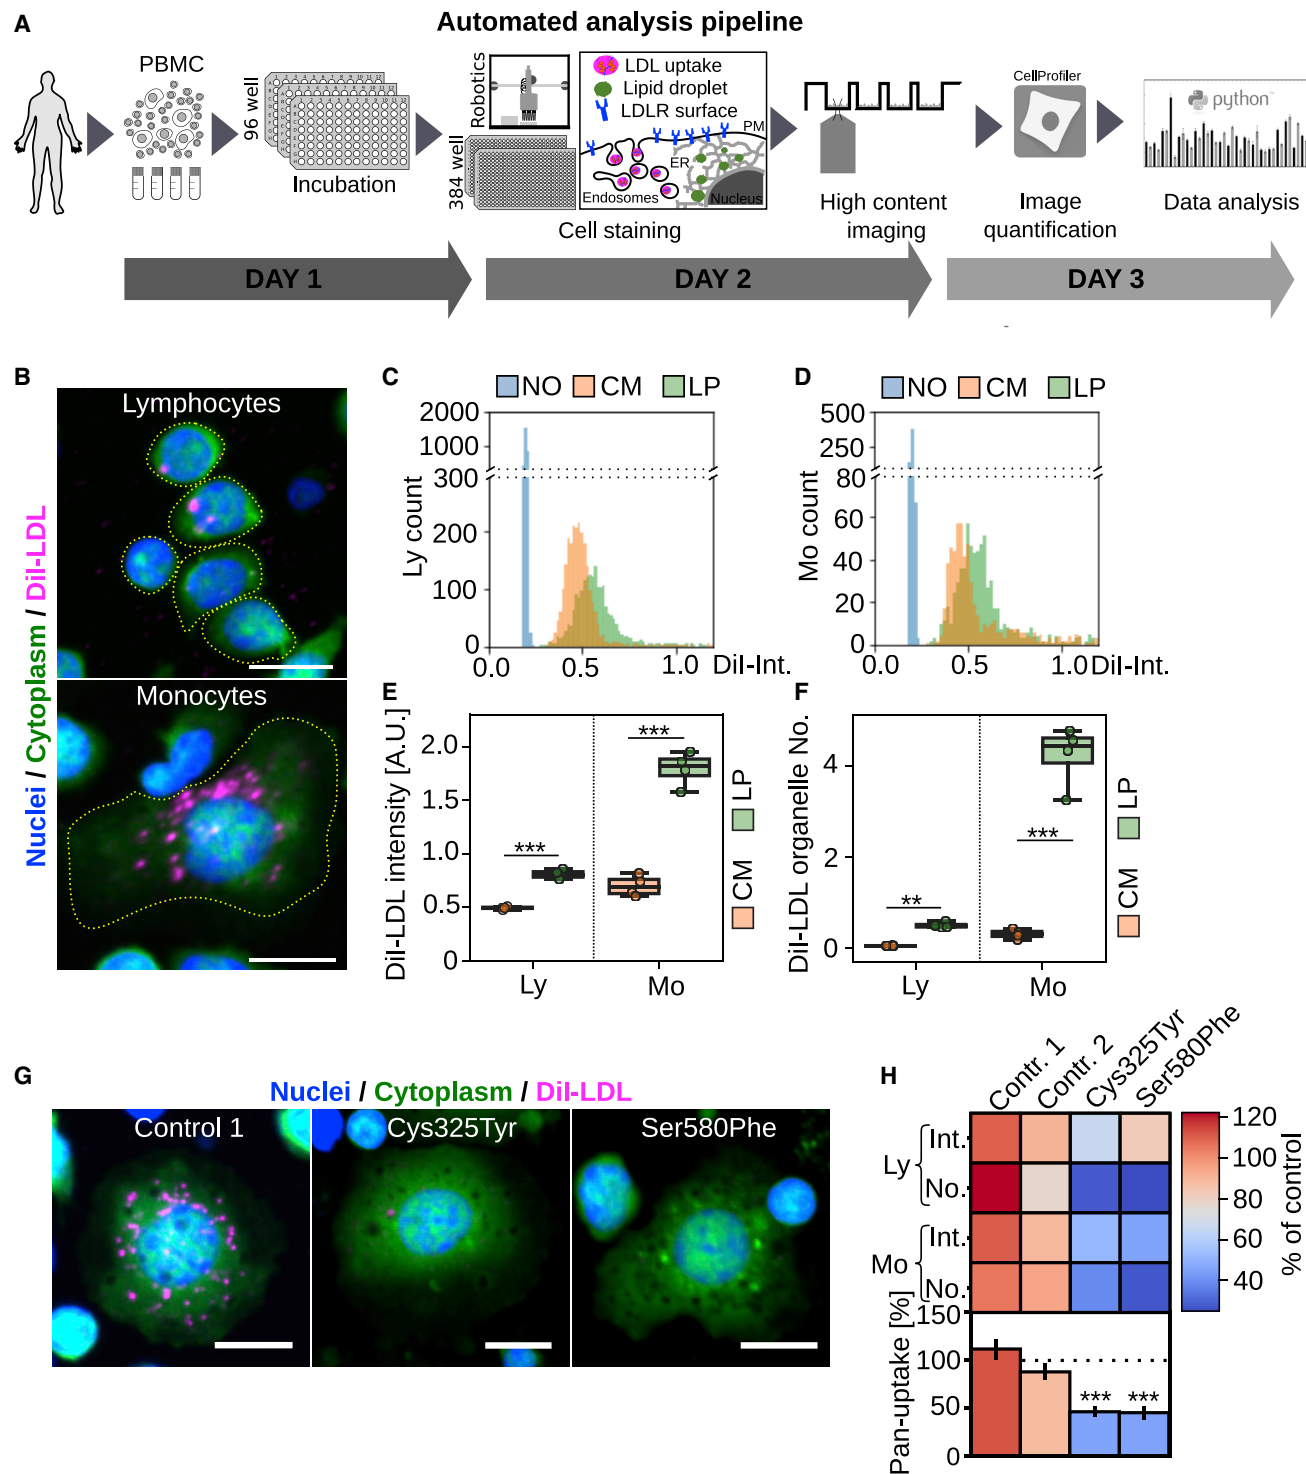 A
Automated analysis pipeline
PBMC
96 well
Incubation
Robotics
384 well
LDL uptake
Lipid droplet
LDLR surface
PM
ER
Endosomes
Nucleus
Cell staining
High content
imaging
CellProfiler
Image
quantification
python
Data analysis
DAY 1
DAY 2
DAY 3
B
Nuclei / Cytoplasm / DiI-LDL
Lymphocytes
Monocytes
C
NO CM LP
Ly count
2000
1000
300
200
100
0
0.0 0.5 1.0 DiI-Int.
D
NO CM LP
Mo count
500
250
80
60
40
20
0
0.0 0.5 1.0 DiI-Int.
E
DiI-LDL intensity [A.U.]
2.0
1.5
1.0
0.5
0
***
***
Ly Mo
CM LP
F
DiI-LDL organelle No.
4
2
0
**
***
Ly Mo
CM LP
G
Nuclei / Cytoplasm / DiI-LDL
Control 1
Cys325Tyr
Ser580Phe
H
Contr. 1
Contr. 2
Cys325Tyr
Ser580Phe
Ly
Int.
No.
Mo
Int.
No.
120
100
80
60
40
% of control
Pan-uptake [%]
150
100
50
0
*** ***